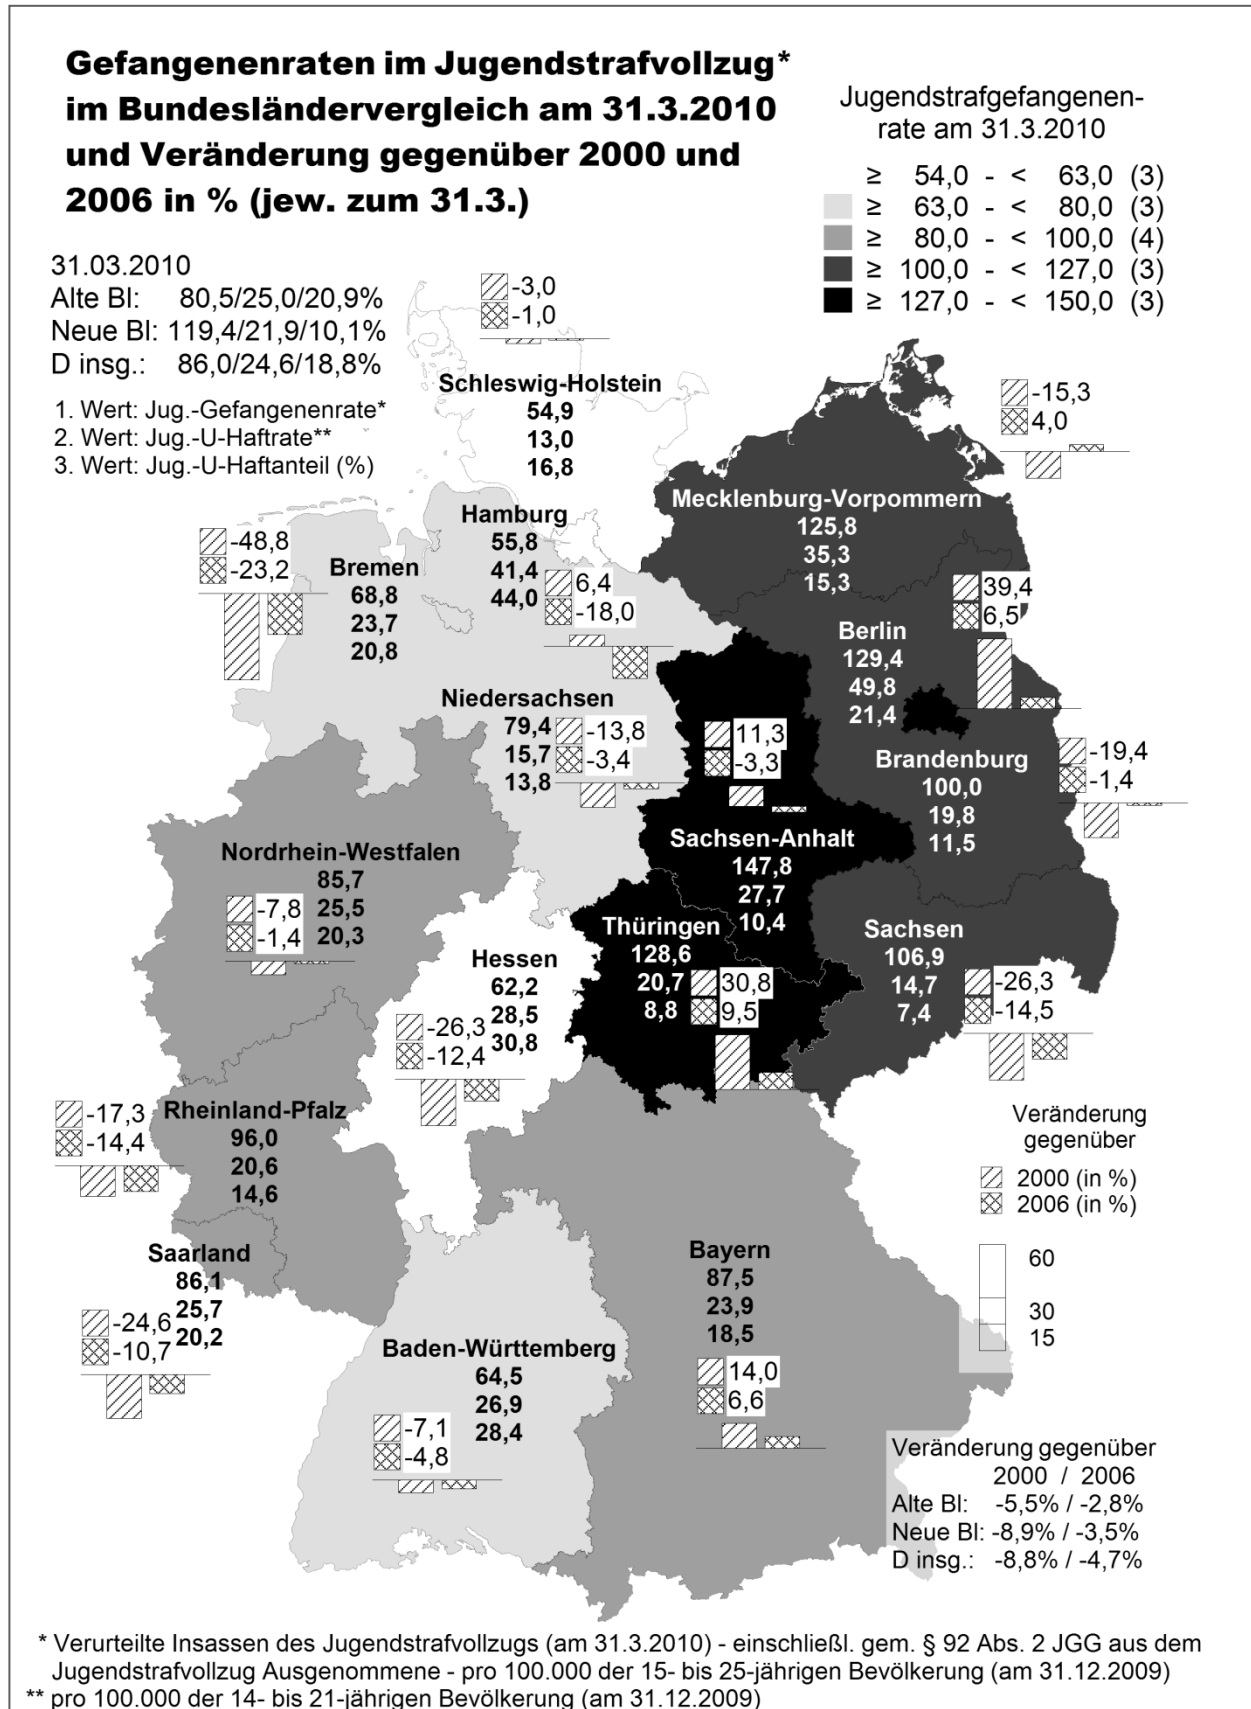 Gefangenenraten im Jugendstrafvollzug*
im Bundesländervergleich am 31.3.2010
und Veränderung gegenüber 2000 und
2006 in % (jew. zum 31.3.)
Jugendstrafgefangenen-
rate am 31.3.2010
≥ 54,0 - < 63,0 (3)
≥ 63,0 - < 80,0 (3)
≥ 80,0 - < 100,0 (4)
≥ 100,0 - < 127,0 (3)
≥ 127,0 - < 150,0 (3)
31.03.2010
Alte Bl: 80,5/25,0/20,9%
Neue Bl: 119,4/21,9/10,1%
D insg.: 86,0/24,6/18,8%
1. Wert: Jug.-Gefangenenrate*
2. Wert: Jug.-U-Haftrate**
3. Wert: Jug.-U-Haftanteil (%)
-3,0
-1,0
Schleswig-Holstein
54,9
13,0
16,8
-15,3
4,0
Mecklenburg-Vorpommern
125,8
35,3
15,3
Hamburg
55,8
41,4
44,0
6,4
-18,0
-48,8
-23,2
Bremen
68,8
23,7
20,8
39,4
6,5
Berlin
129,4
49,8
21,4
Niedersachsen
79,4
15,7
13,8
-13,8
-3,4
11,3
-3,3
Sachsen-Anhalt
147,8
27,7
10,4
Brandenburg
100,0
19,8
11,5
-19,4
-1,4
Nordrhein-Westfalen
85,7
25,5
20,3
-7,8
-1,4
Hessen
62,2
28,5
30,8
-26,3
-12,4
Thüringen
128,6
20,7
8,8
30,8
9,5
Sachsen
106,9
14,7
7,4
-26,3
-14,5
Rheinland-Pfalz
96,0
20,6
14,6
-17,3
-14,4
Saarland
86,1
25,7
20,2
-24,6
-10,7
Baden-Württemberg
64,5
26,9
28,4
-7,1
-4,8
Bayern
87,5
23,9
18,5
14,0
6,6
Veränderung
gegenüber
2000 (in %)
2006 (in %)
60
30
15
Veränderung gegenüber
2000 / 2006
Alte Bl: -5,5% / -2,8%
Neue Bl: -8,9% / -3,5%
D insg.: -8,8% / -4,7%
* Verurteilte Insassen des Jugendstrafvollzugs (am 31.3.2010) - einschließl. gem. § 92 Abs. 2 JGG aus dem
Jugendstrafvollzug Ausgenommene - pro 100.000 der 15- bis 25-jährigen Bevölkerung (am 31.12.2009)
** pro 100.000 der 14- bis 21-jährigen Bevölkerung (am 31.12.2009)